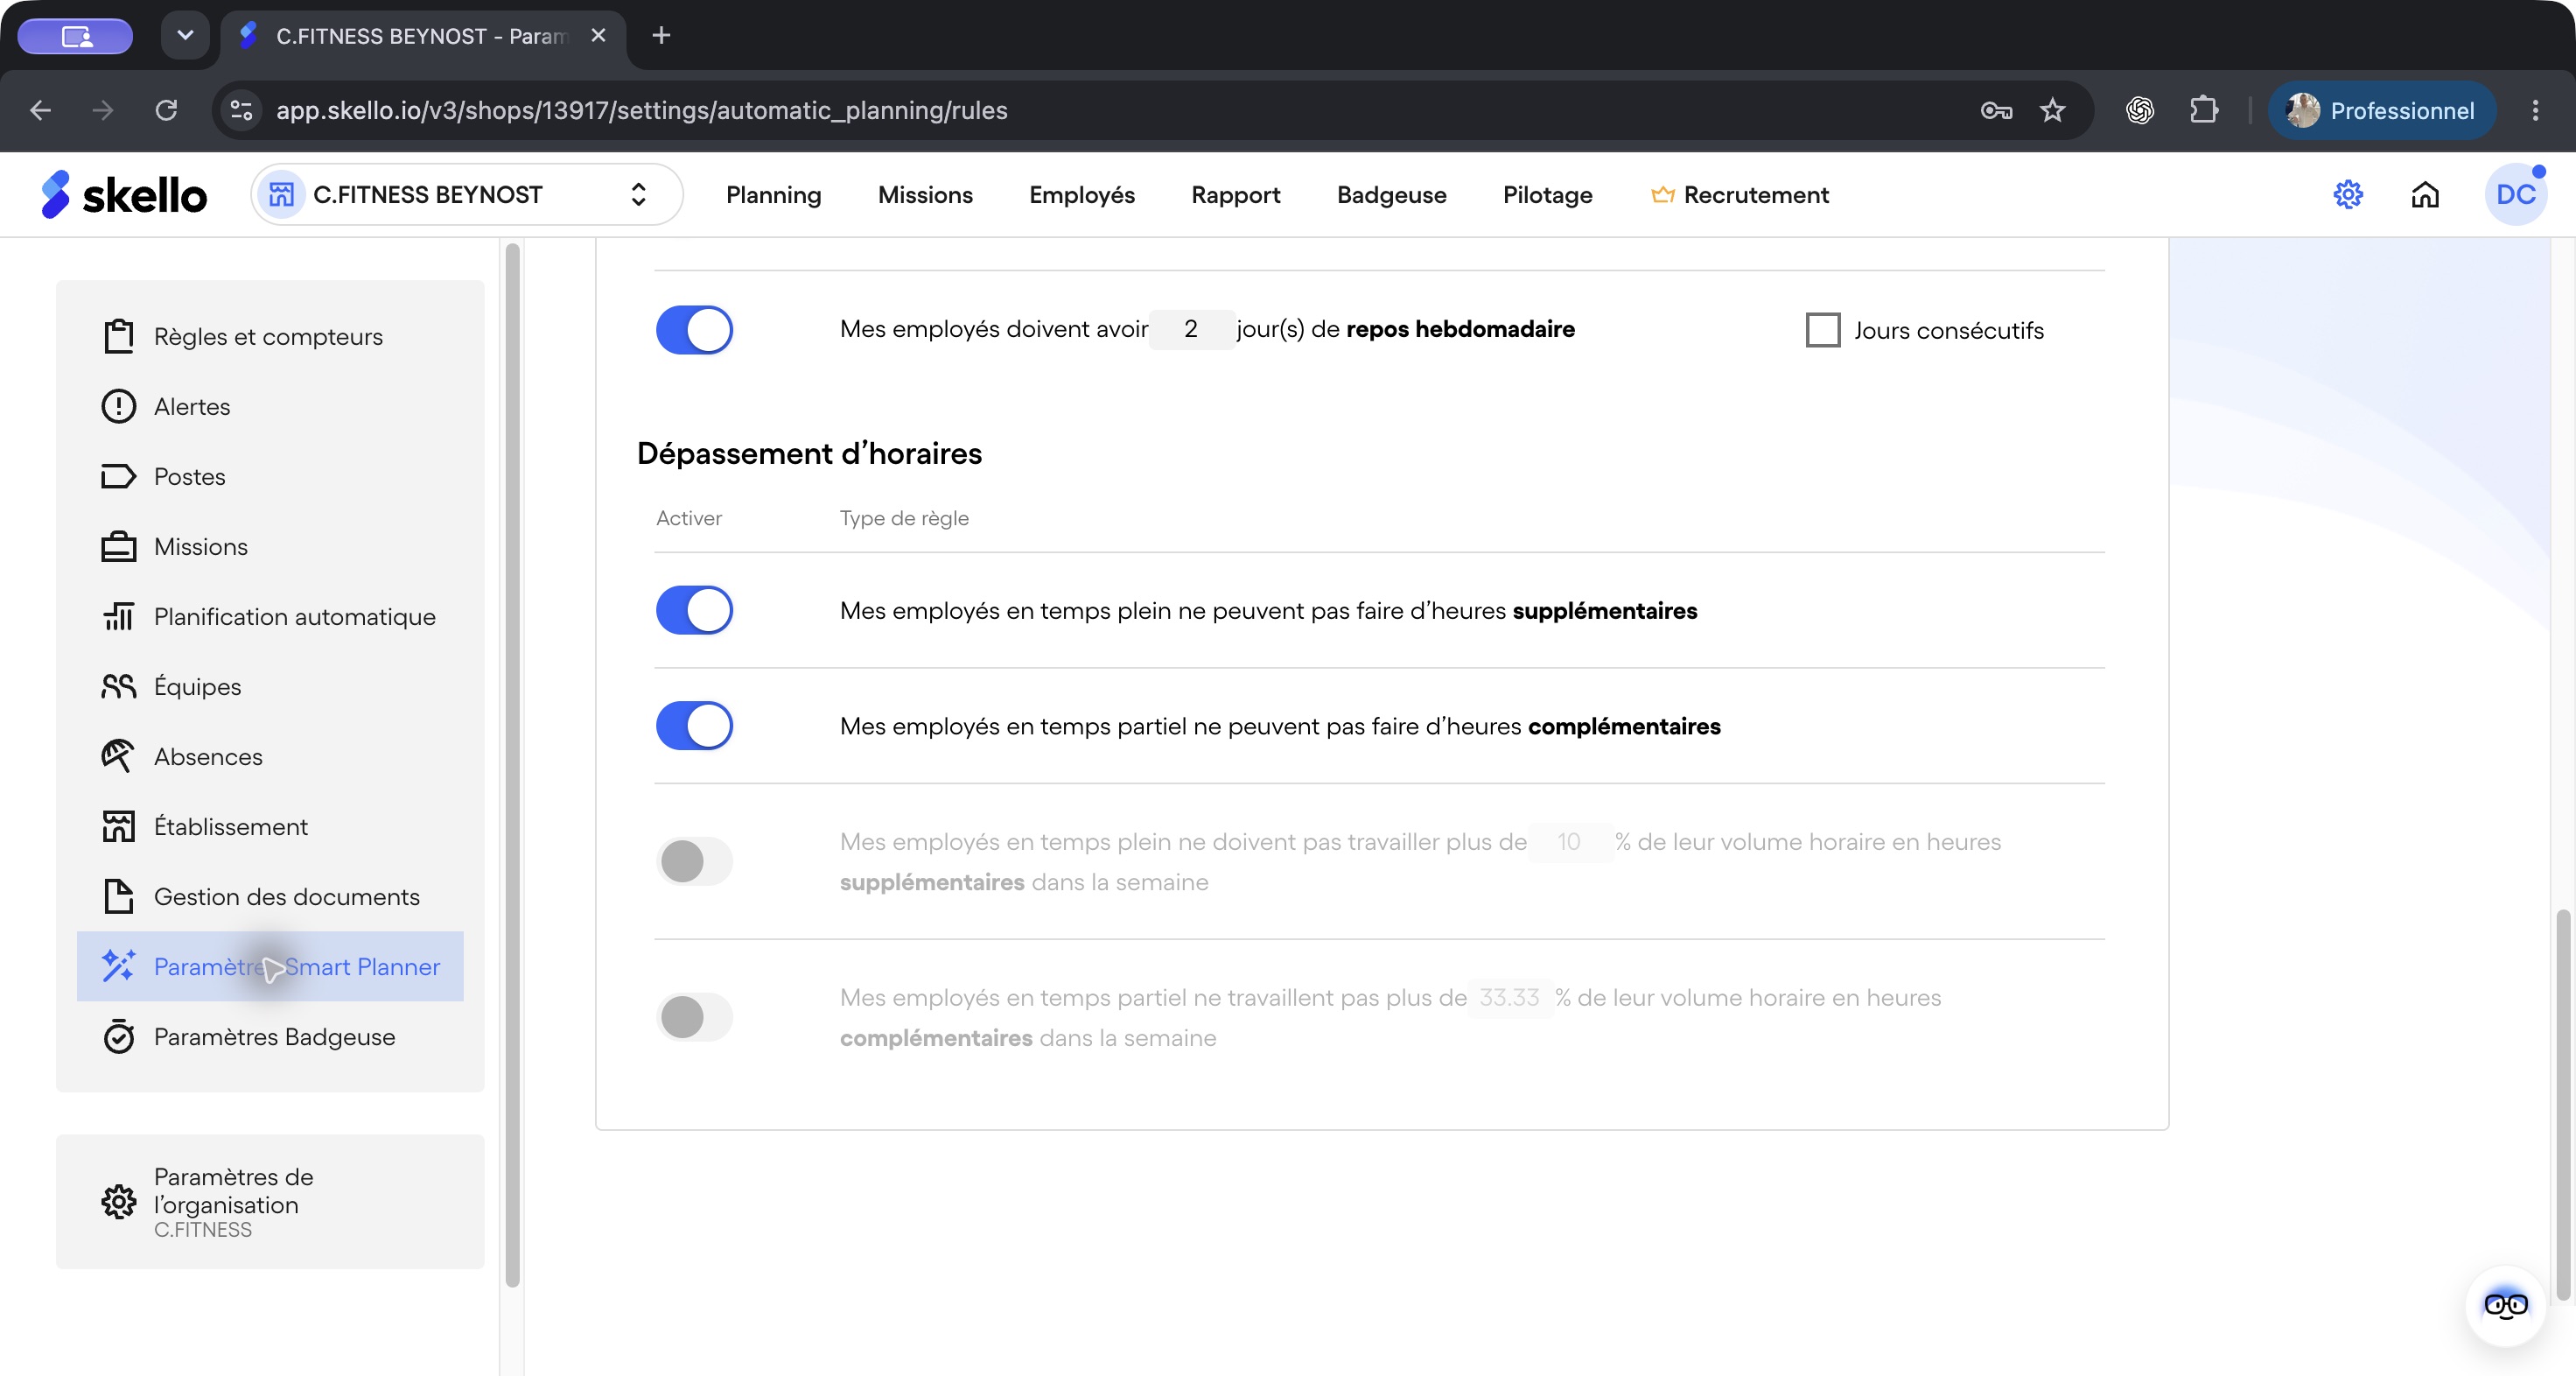 C.FITNESS BEYNOST - Param
app.skello.io/v3/shops/13917/settings/automatic_planning/rules
Professionnel
skello
C.FITNESS BEYNOST
Planning
Missions
Employés
Rapport
Badgeuse
Pilotage
Recrutement
DC
Règles et compteurs
Alertes
Postes
Missions
Planification automatique
Équipes
Absences
Établissement
Gestion des documents
Paramètres Smart Planner
Paramètres Badgeuse
Paramètres de
l’organisation
C.FITNESS
Mes employés doivent avoir 2 jour(s) de repos hebdomadaire
Jours consécutifs
Dépassement d’horaires
Activer
Type de règle
Mes employés en temps plein ne peuvent pas faire d’heures supplémentaires
Mes employés en temps partiel ne peuvent pas faire d’heures complémentaires
Mes employés en temps plein ne doivent pas travailler plus de 10 % de leur volume horaire en heures
supplémentaires dans la semaine
Mes employés en temps partiel ne travaillent pas plus de 33.33 % de leur volume horaire en heures
complémentaires dans la semaine